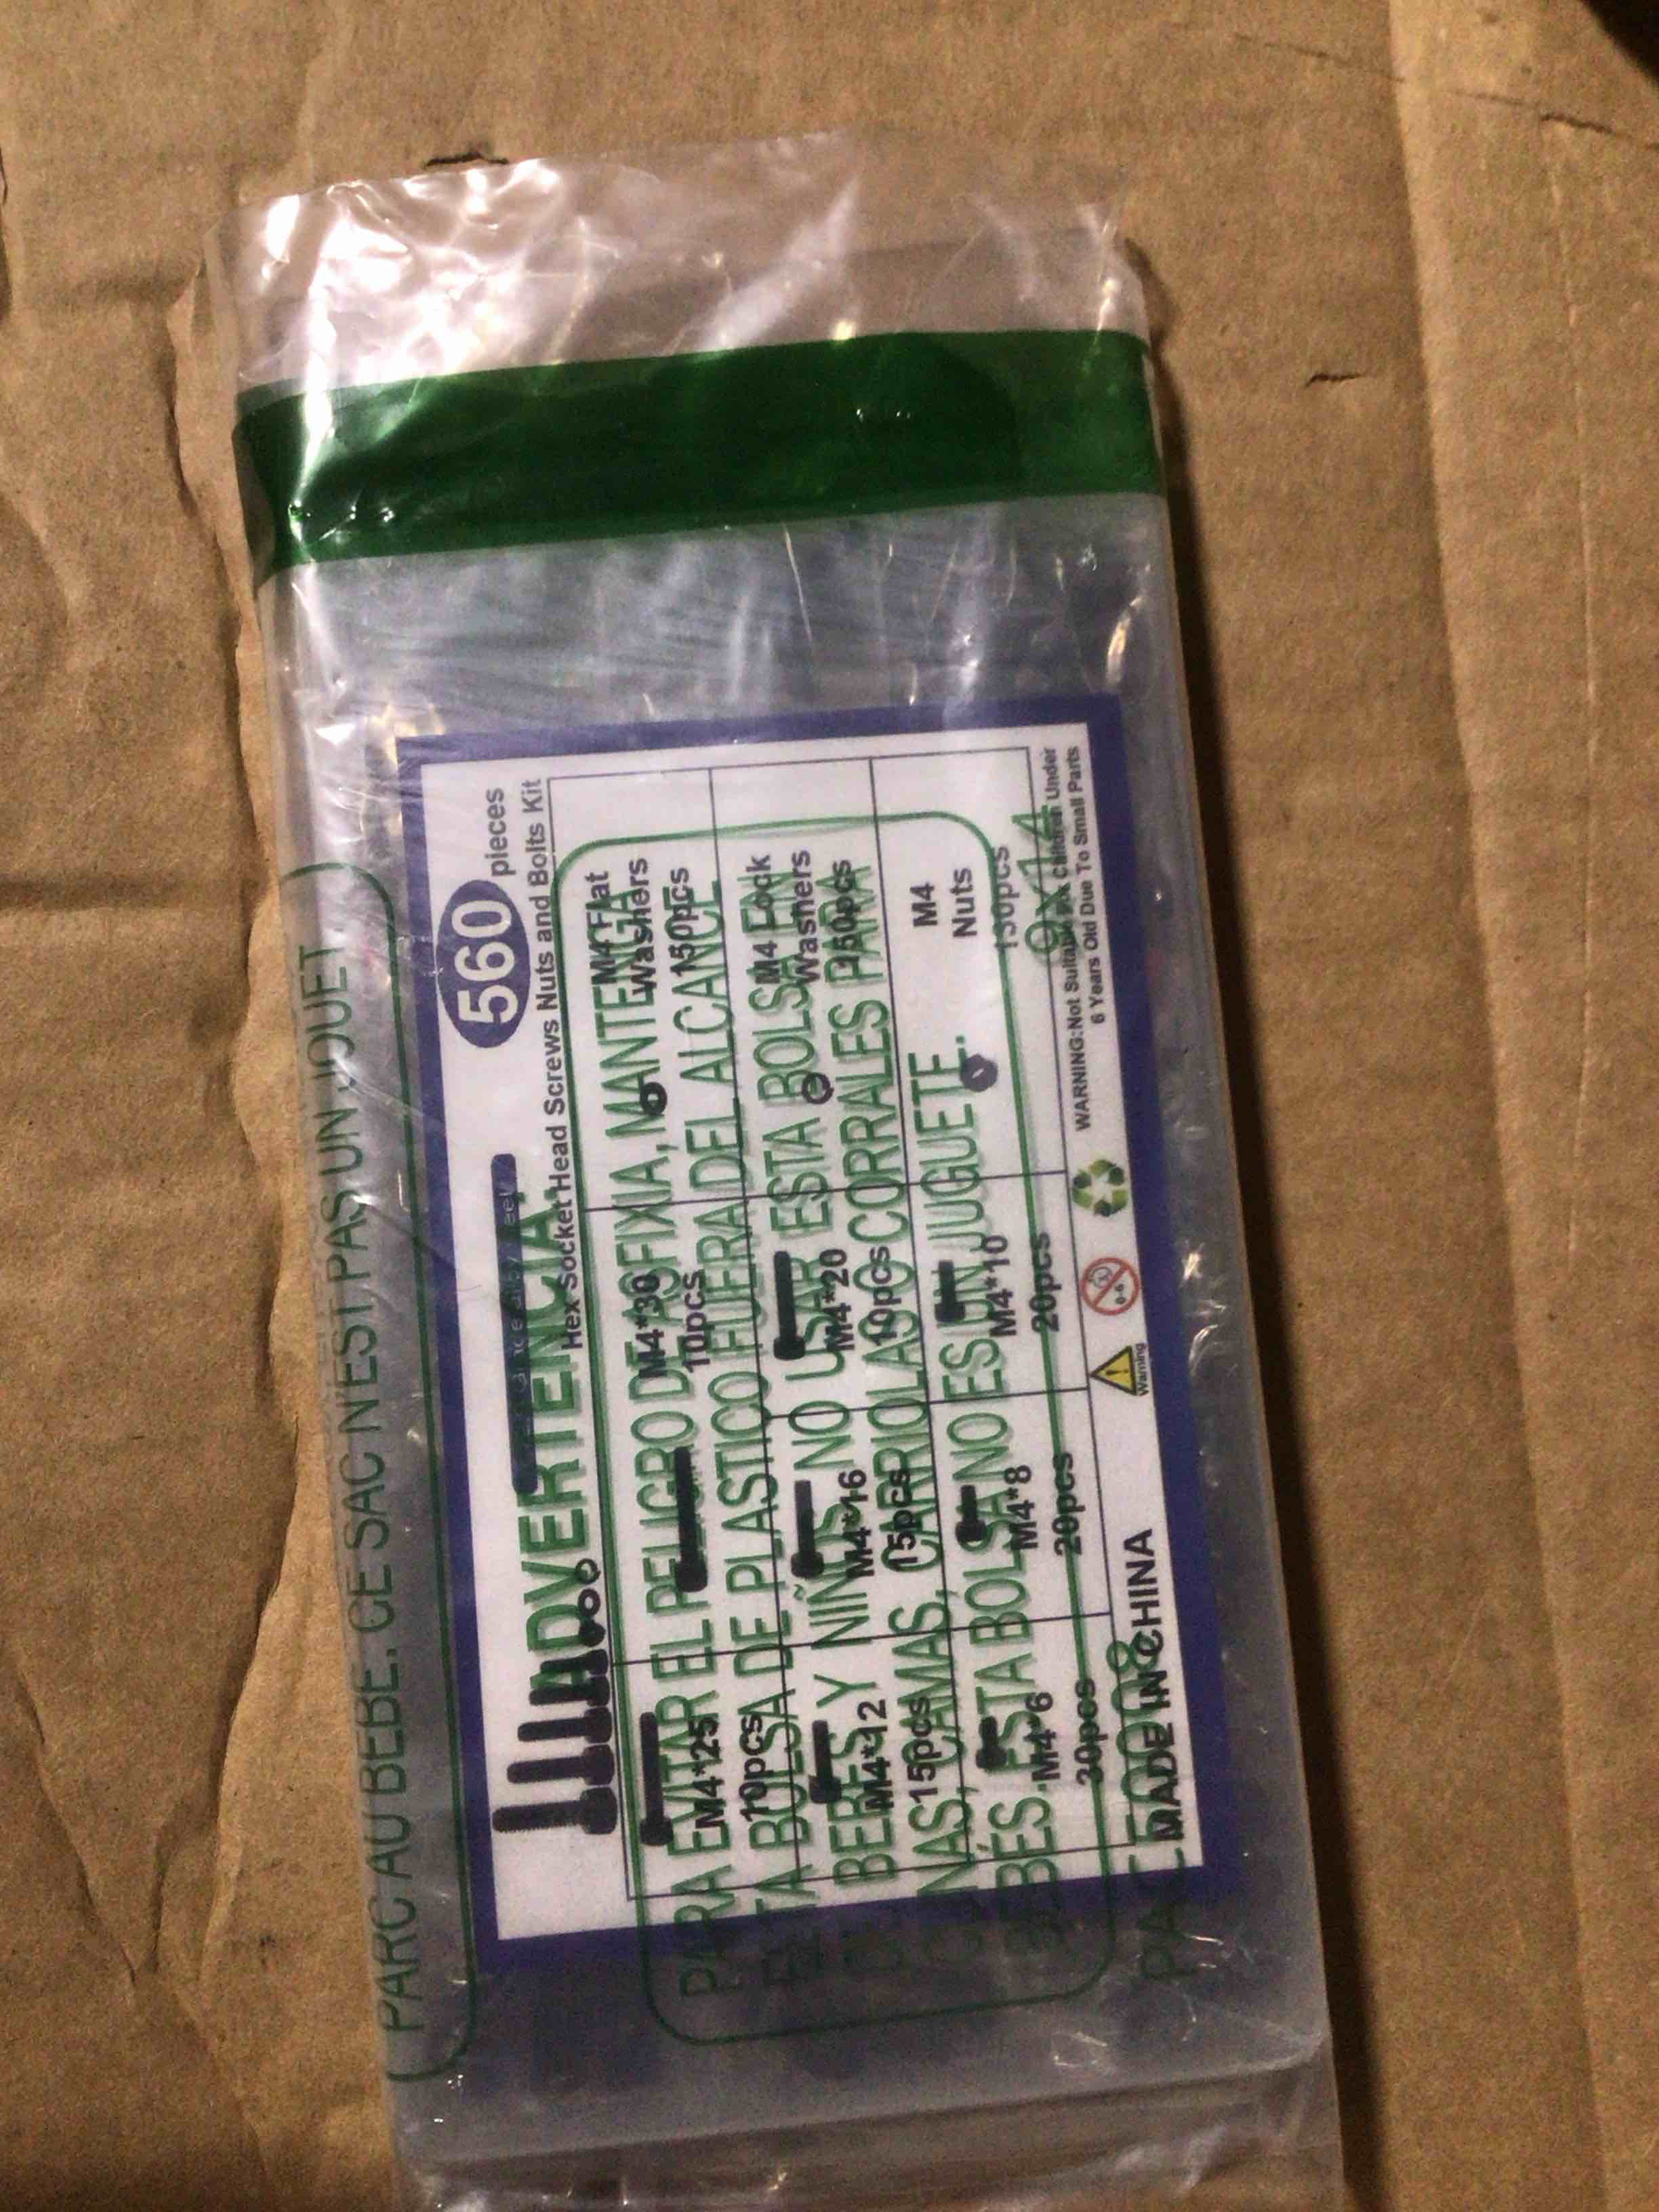 PARC AU BEBE. CE SAC N'EST PAS UN JOUET
560 pieces
Hex Socket Head Screws Nuts and Bolts Kit
ADVERTENCIA:
PARA EVITAR EL PELIGRO DE ASFIXIA, MANTENGA
ESTA BOLSA DE PLASTICO FUERA DEL ALCANCE
BEBES Y NIÑOS. NO USAR ESTA BOLSA EN
CUNAS, CAMAS, CARRIOLAS O CORRALES PARA
BEBÉS. ESTA BOLSA NO ES UN JUGUETE.
9x14
M4*25
10pcs
M4*30
10pcs
M4 Flat
Washers
150pcs
M4*12
15pcs
M4*16
15pcs
M4*20
10pcs
M4 Lock
Washers
150pcs
M4*6
30pcs
M4*8
20pcs
M4*10
20pcs
M4
Nuts
130pcs
MADE IN CHINA
Warning
0-6
WARNING:Not Suitable for Children Under
6 Years Old Due To Small Parts